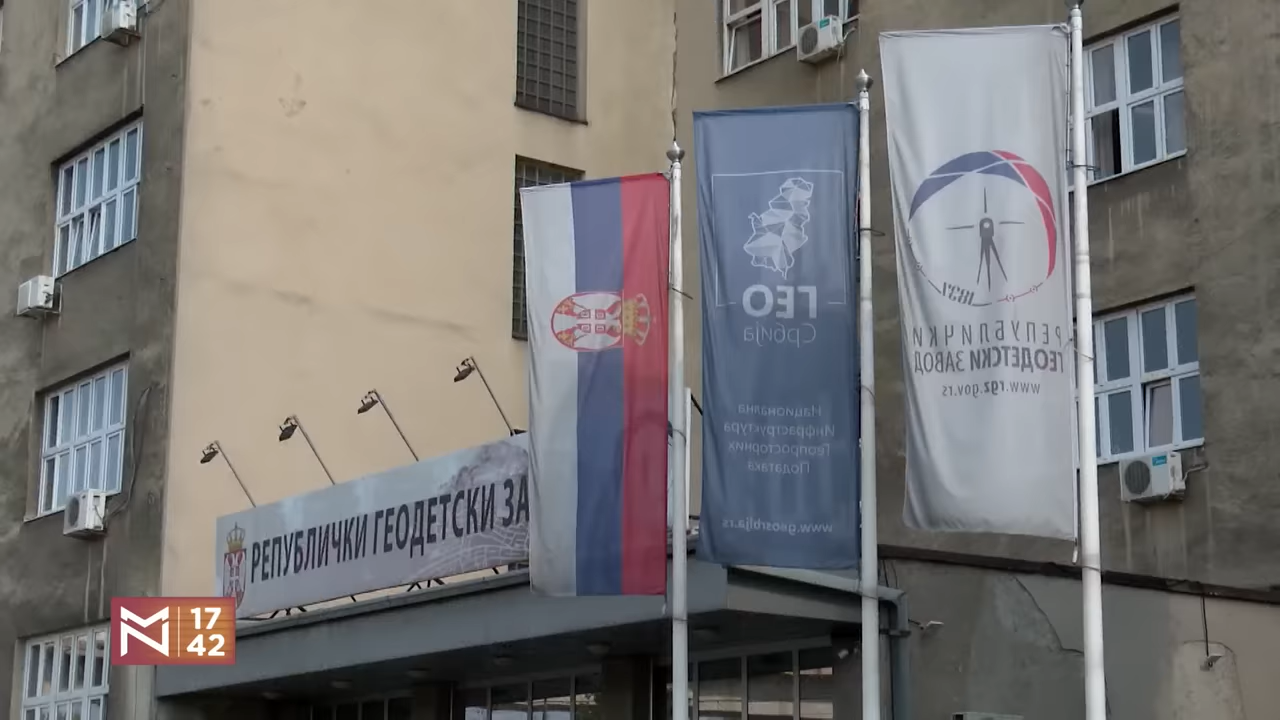 РЕПУБЛИЧКИ ГЕОДЕТСКИ ЗА
ГЕО
Србија
Национална
Инфраструктура
Геопросторних
Података
www.geosrbija.rs
1837
РЕПУБЛИЧКИ
ГЕОДЕТСКИ ЗАВОД
www.rgz.gov.rs
17
42